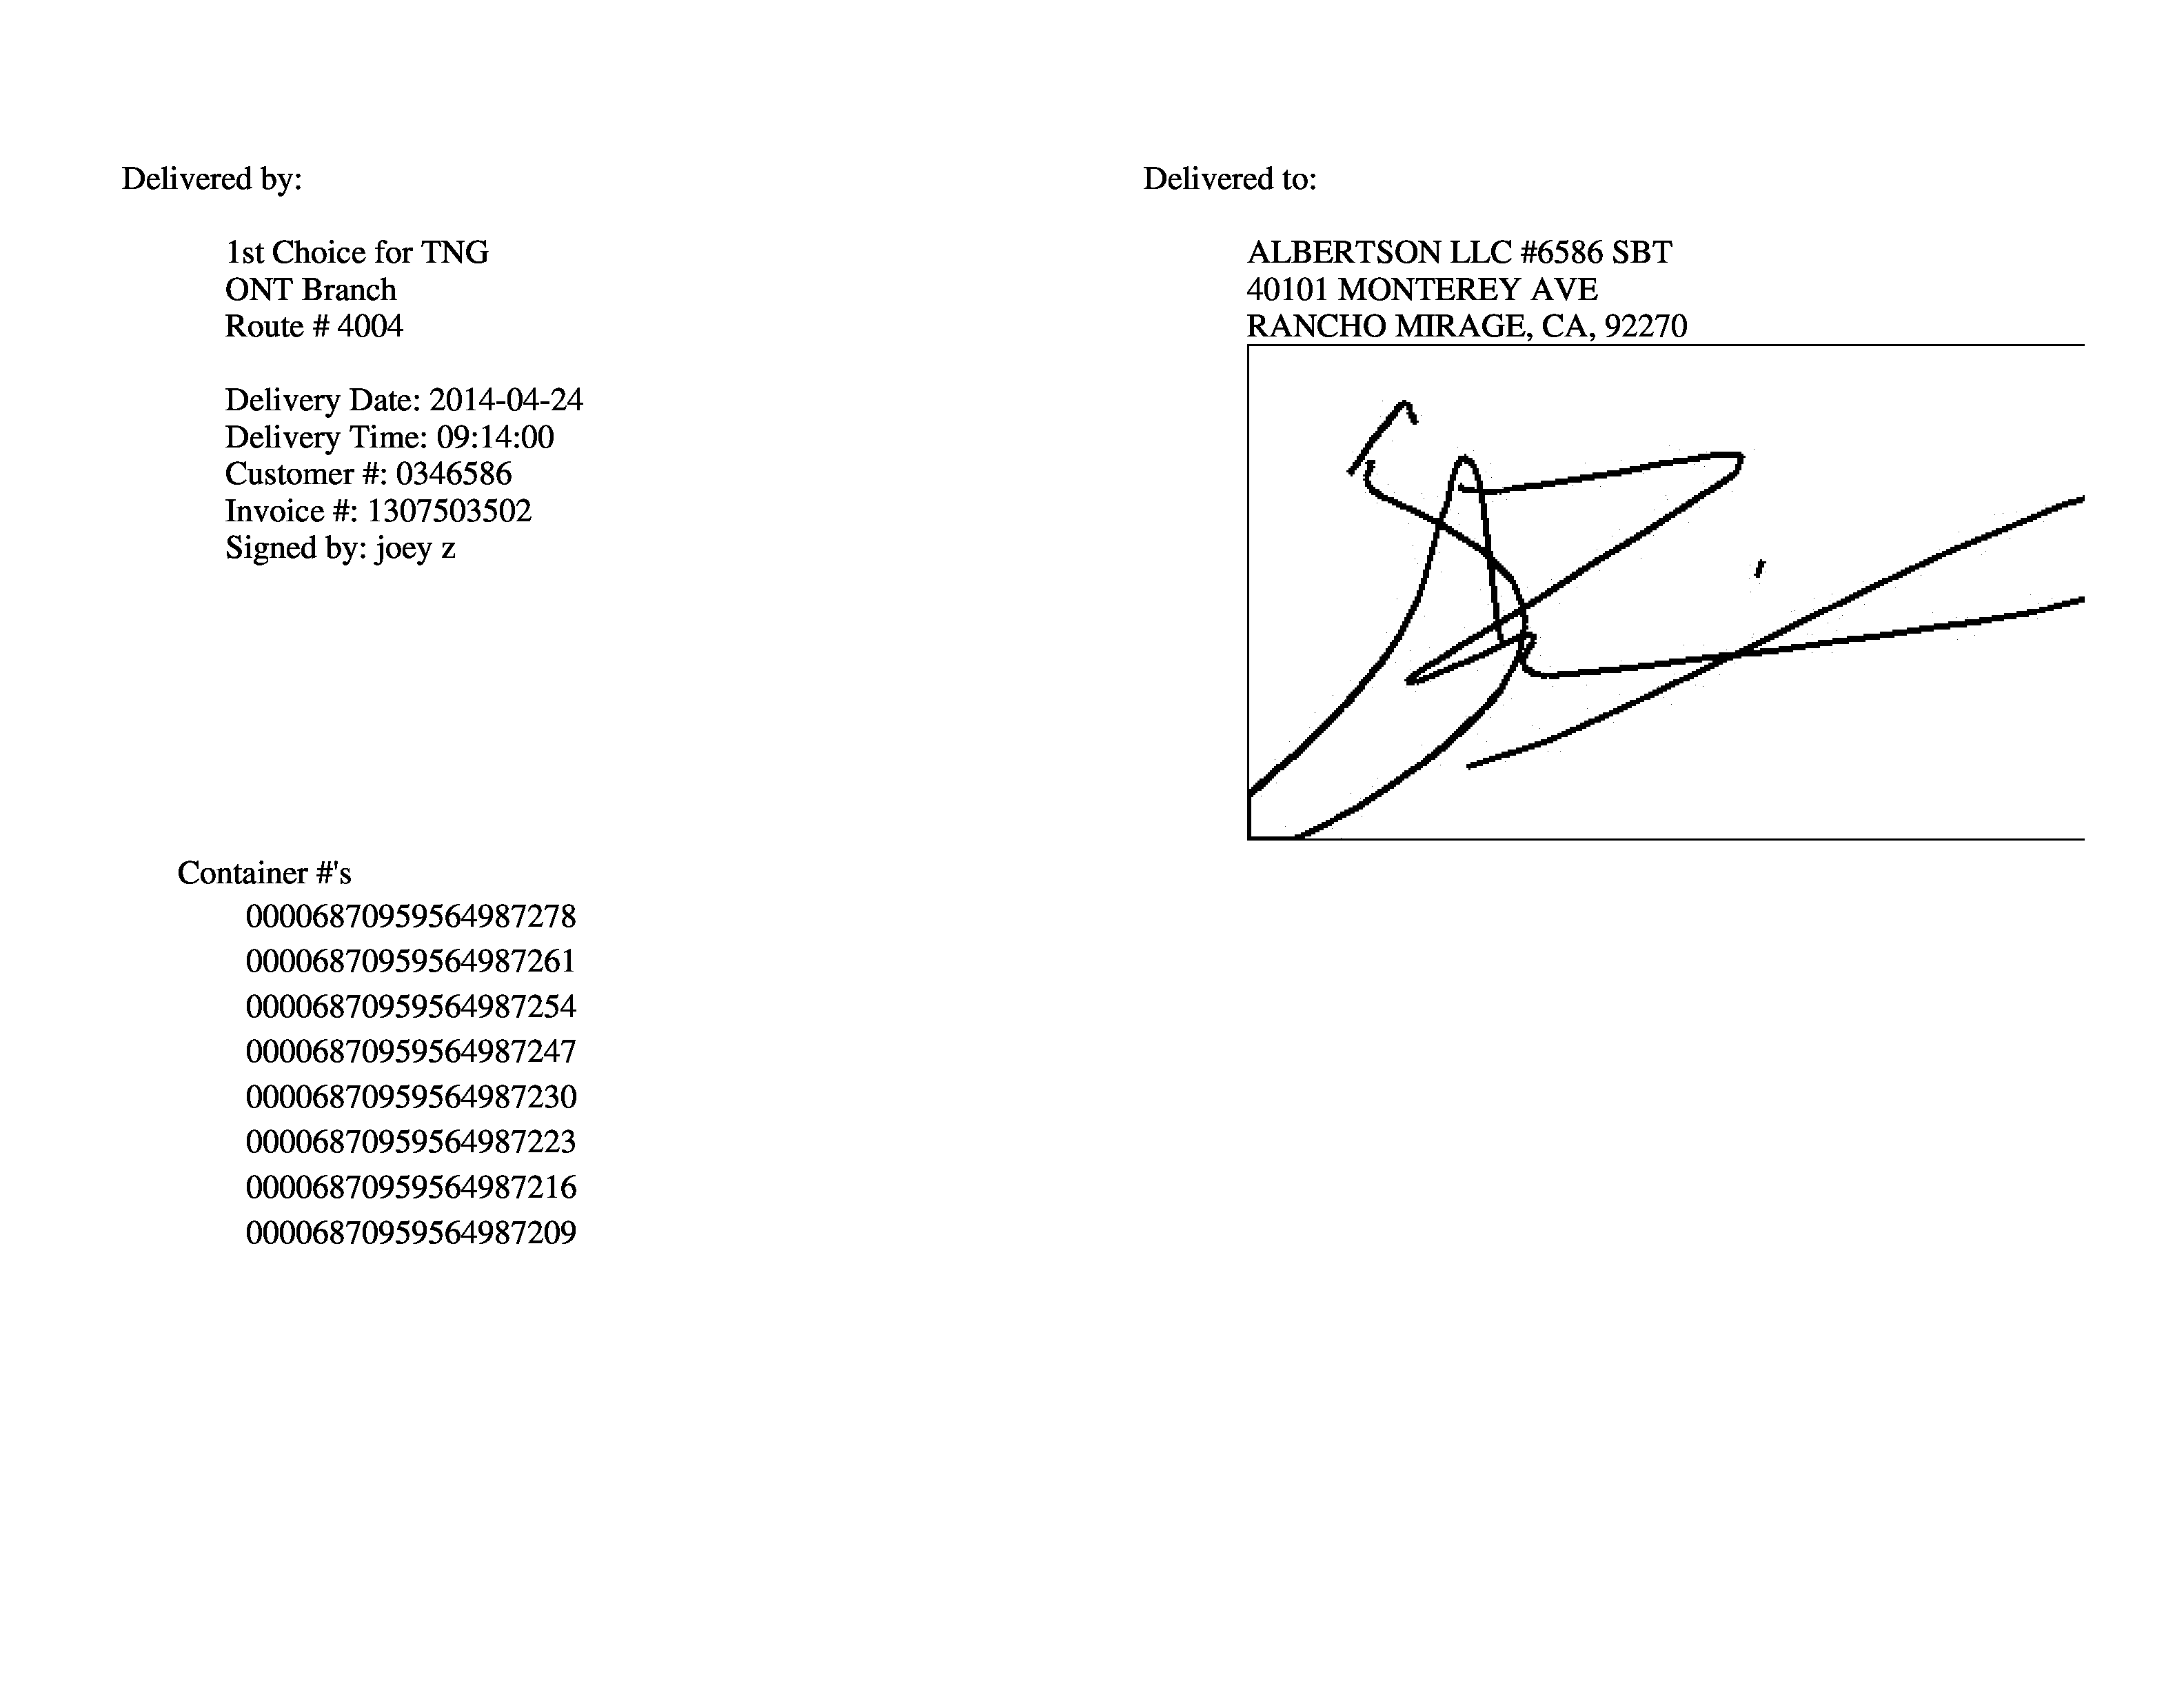 Delivered by:
1st Choice for TNG
ONT Branch
Route # 4004
Delivery Date: 2014-04-24
Delivery Time: 09:14:00
Customer #: 0346586
Invoice #: 1307503502
Signed by: joey z
Delivered to:
ALBERTSON LLC #6586 SBT
40101 MONTEREY AVE
RANCHO MIRAGE, CA, 92270
Container #'s
00006870959564987278
00006870959564987261
00006870959564987254
00006870959564987247
00006870959564987230
00006870959564987223
00006870959564987216
00006870959564987209